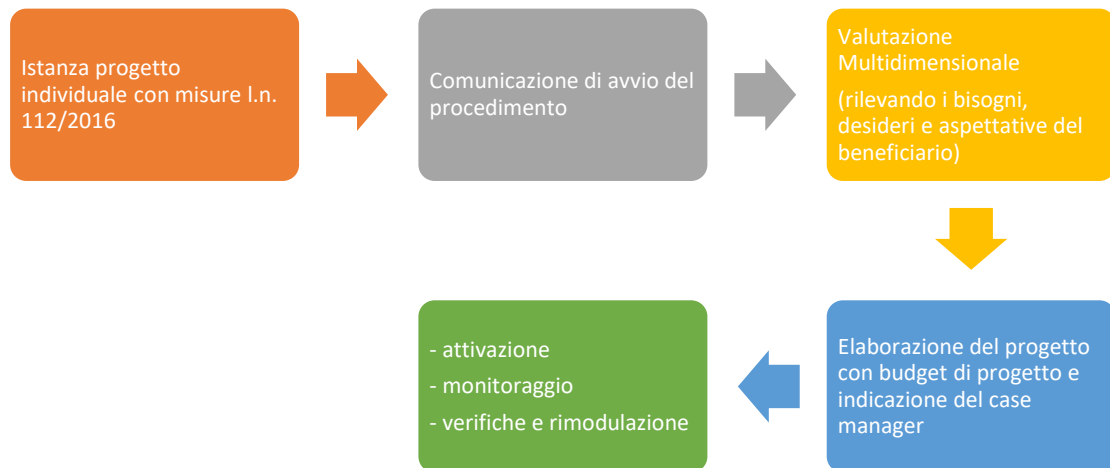 Istanza progetto
individuale con misure l.n.
112/2016
Comunicazione di avvio del
procedimento
Valutazione
Multidimensionale
(rilevando i bisogni,
desideri e aspettative del
beneficiario)
Elaborazione del progetto
con budget di progetto e
indicazione del case
manager
- attivazione
- monitoraggio
- verifiche e rimodulazione